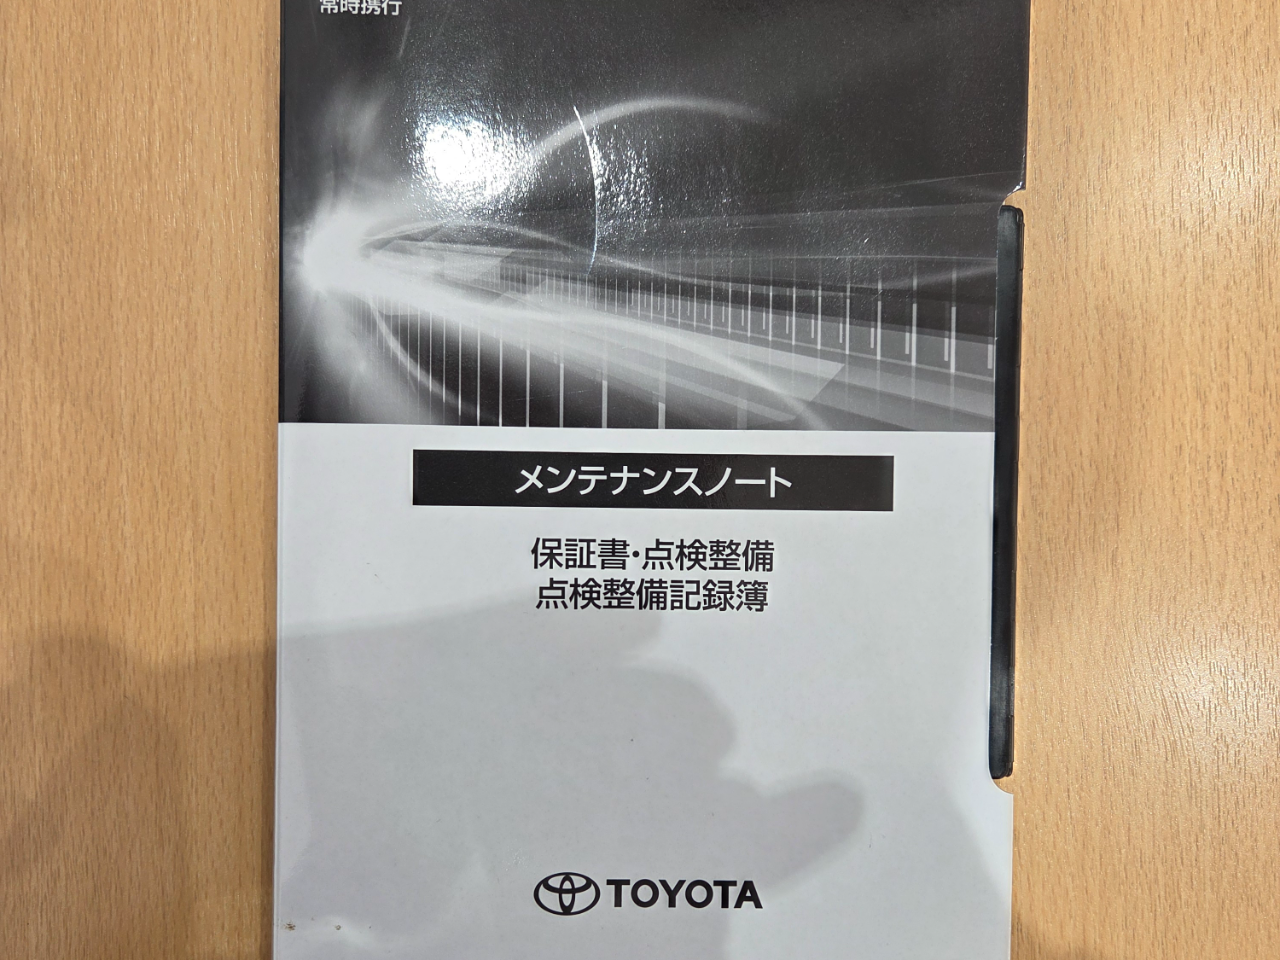 常時携行
メンテナンスノート
保証書・点検整備
点検整備記録簿
TOYOTA